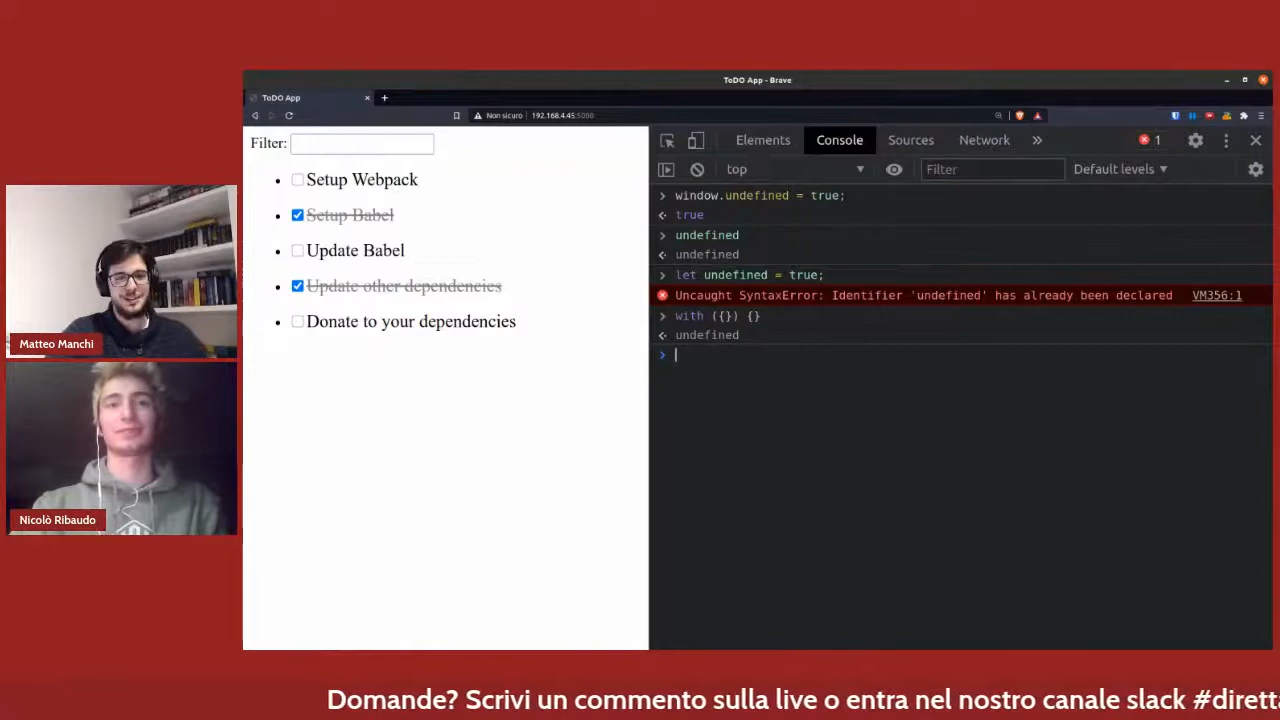 ToDO App - Brave
ToDO App
Non sicuro 192.168.4.45:5000
Filter:
Setup Webpack
Setup Babel
Update Babel
Update other dependencies
Donate to your dependencies
Elements Console Sources Network » 1
top Filter Default levels
window.undefined = true;
true
undefined
undefined
let undefined = true;
Uncaught SyntaxError: Identifier 'undefined' has already been declared VM356:1
with ({}) {}
undefined
Matteo Manchi
Nicolò Ribaudo
Domande? Scrivi un commento sulla live o entra nel nostro canale slack #dirett